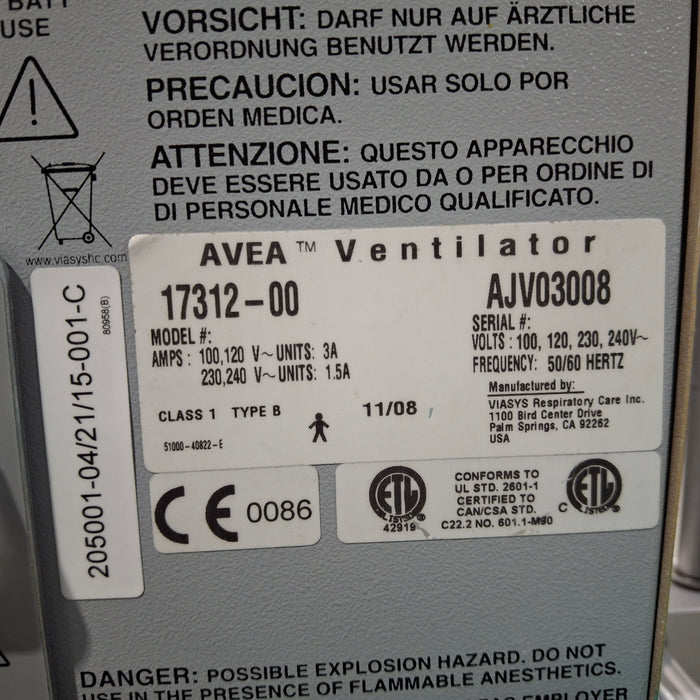 BATT
USE
VORSICHT: DARF NUR AUF ÄRZTLICHE
VERORDNUNG BENUTZT WERDEN.
PRECAUCION: USAR SOLO POR
ORDEN MEDICA.
ATTENZIONE: QUESTO APPARECCHIO
DEVE ESSERE USATO DA O PER ORDINE DI
DI PERSONALE MEDICO QUALIFICATO.
www.viasyshc.com
205001-04/21/15-001-C
80958(B)
AVEA™ Ventilator
17312-00
MODEL #:
AMPS: 100,120 V~UNITS: 3A
230,240 V~UNITS: 1.5A
CLASS 1 TYPE B
11/08
51000-40822-E
AJV03008
SERIAL #:
VOLTS: 100, 120, 230, 240V~
FREQUENCY: 50/60 HERTZ
Manufactured by:
VIASYS Respiratory Care Inc.
1100 Bird Center Drive
Palm Springs, CA 92262
USA
CE 0086
ETL
LISTED
42919
CONFORMS TO
UL STD. 2601-1
CERTIFIED TO
CAN/CSA STD.
C22.2 NO. 601.1-M90
C
ETL
LISTED
DANGER: POSSIBLE EXPLOSION HAZARD. DO NOT
USE IN THE PRESENCE OF FLAMMABLE ANESTHETICS.
EMPLOYER